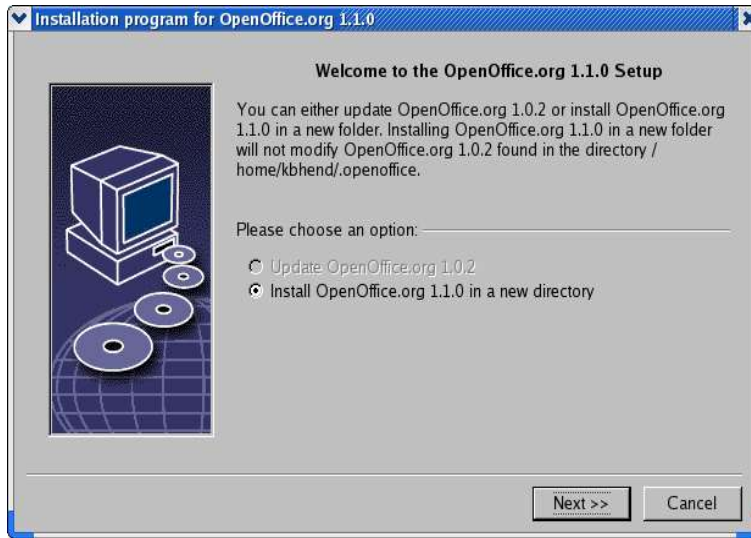 Installation program for OpenOffice.org 1.1.0
Welcome to the OpenOffice.org 1.1.0 Setup
You can either update OpenOffice.org 1.0.2 or install OpenOffice.org
1.1.0 in a new folder. Installing OpenOffice.org 1.1.0 in a new folder
will not modify OpenOffice.org 1.0.2 found in the directory /
home/kbhend/.openoffice.
Please choose an option:
Update OpenOffice.org 1.0.2
Install OpenOffice.org 1.1.0 in a new directory
Next >>
Cancel